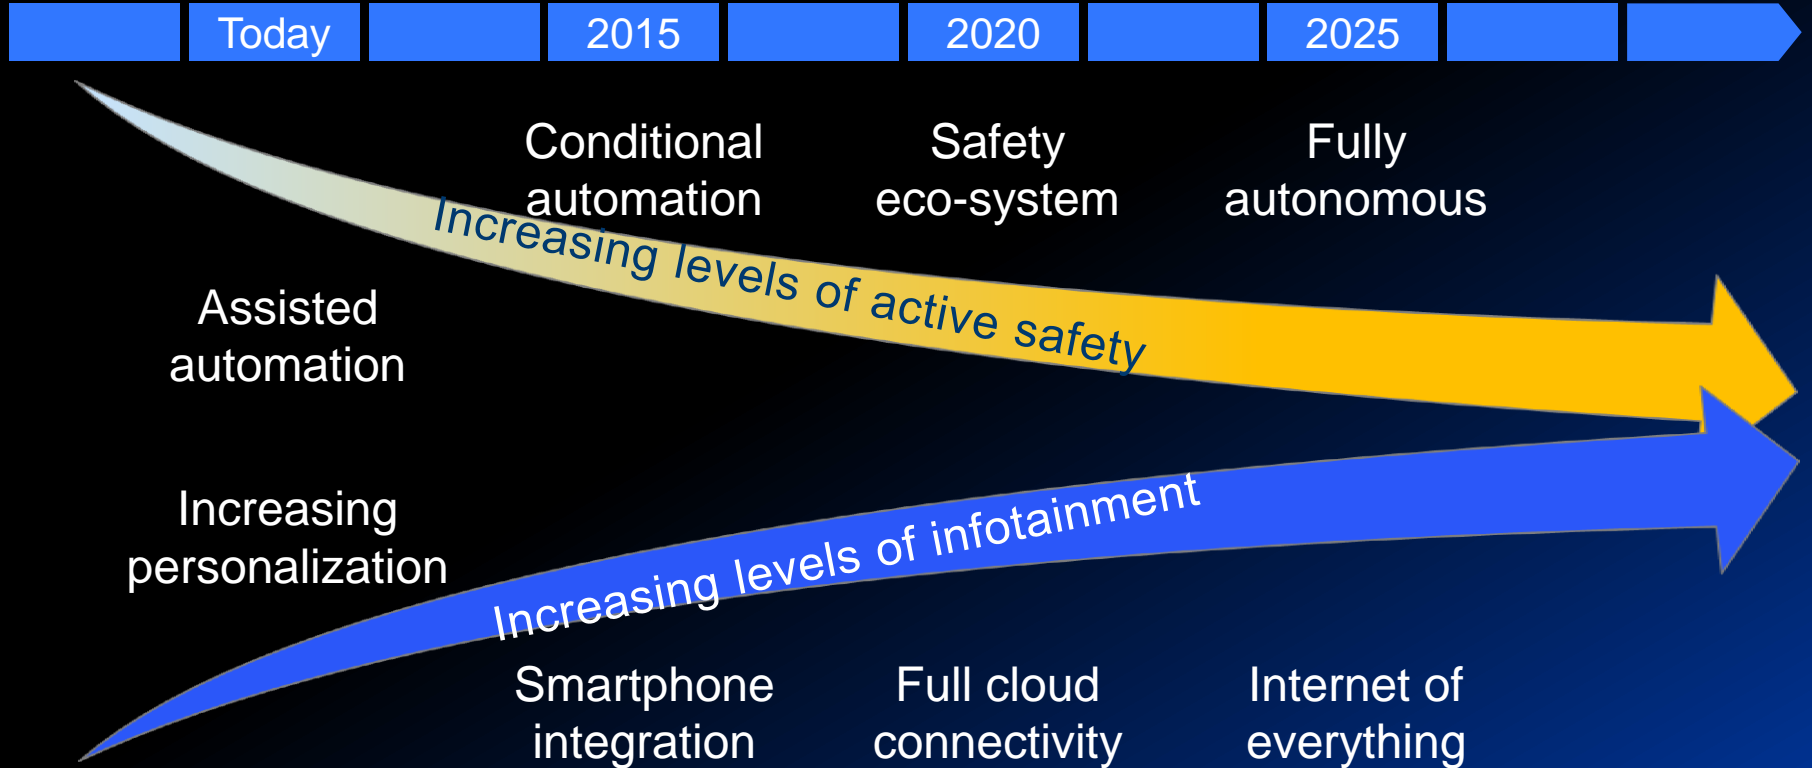 Today
2015
2020
2025
Conditional
automation
Safety
eco-system
Fully
autonomous
Increasing levels of active safety
Assisted
automation
Increasing
personalization
Increasing levels of infotainment
Smartphone
integration
Full cloud
connectivity
Internet of
everything